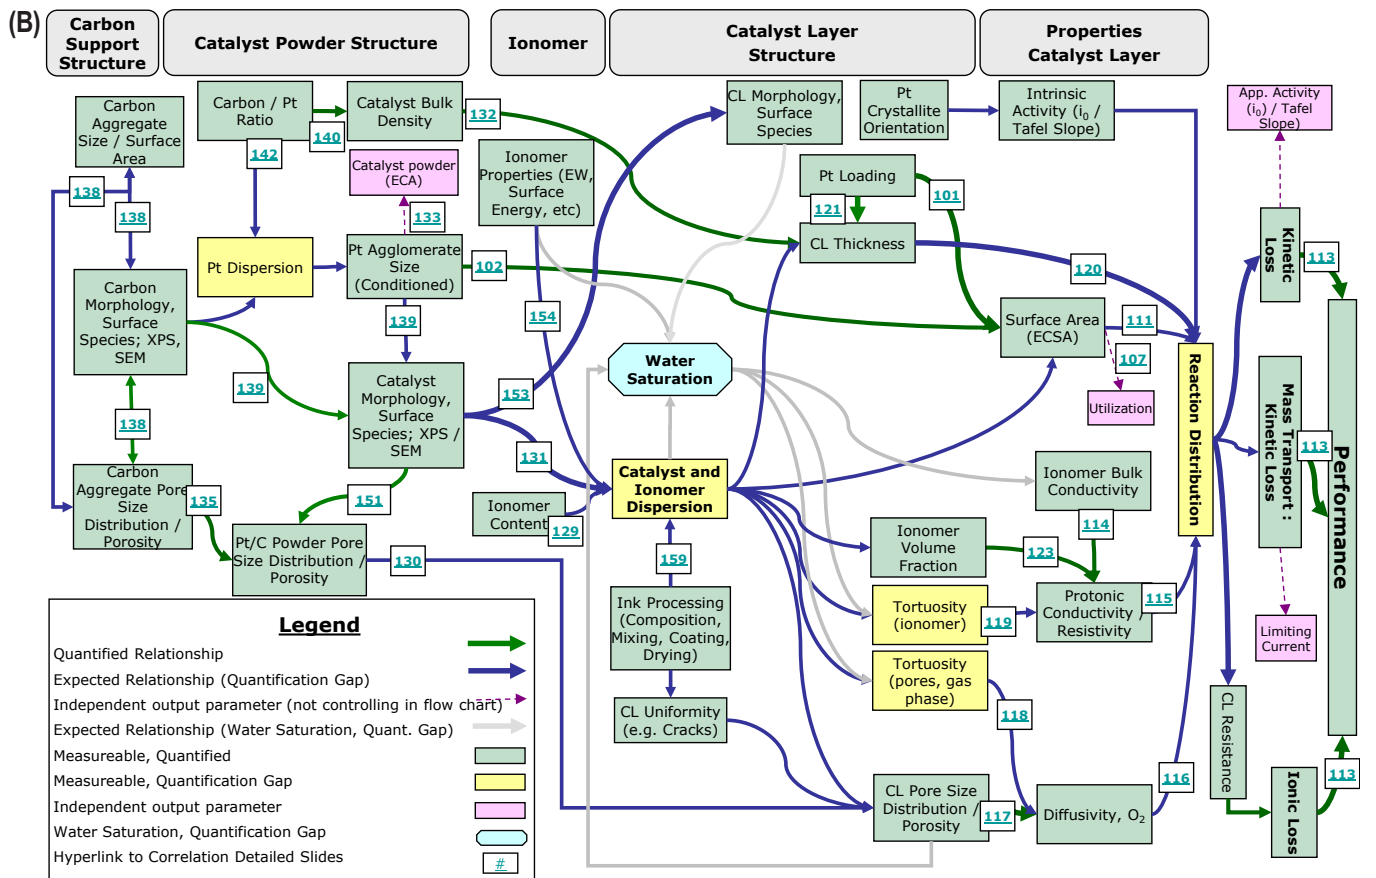 (B)
Carbon
Support
Structure
Catalyst Powder Structure
Ionomer
Catalyst Layer
Structure
Properties
Catalyst Layer
Carbon
Aggregate
Size / Surface
Area
Carbon / Pt
Ratio
140
Catalyst Bulk
Density
132
142
138
138
Catalyst powder
(ECA)
133
Pt Dispersion
Pt Agglomerate
Size
(Conditioned)
102
139
Carbon
Morphology,
Surface
Species; XPS,
SEM
139
138
Catalyst
Morphology,
Surface
Species; XPS /
SEM
153
131
151
Carbon
Aggregate Pore
Size
Distribution /
Porosity
135
Pt/C Powder Pore
Size Distribution /
Porosity
130
Ionomer
Properties (EW,
Surface
Energy, etc)
154
Ionomer
Content
129
CL Morphology,
Surface
Species
Pt
Crystallite
Orientation
Intrinsic
Activity (i0 /
Tafel Slope)
Pt Loading
101
121
CL Thickness
120
Surface Area
(ECSA)
111
107
Utilization
Water
Saturation
Catalyst and
Ionomer
Dispersion
159
Ink Processing
(Composition,
Mixing, Coating,
Drying)
CL Uniformity
(e.g. Cracks)
Ionomer Bulk
Conductivity
114
Ionomer
Volume
Fraction
123
Tortuosity
(ionomer)
119
Protonic
Conductivity /
Resistivity
115
Tortuosity
(pores, gas
phase)
118
CL Pore Size
Distribution /
Porosity
117
Diffusivity, O2
116
Reaction Distribution
App. Activity
(i0) / Tafel
Slope)
Kinetic
Loss
113
Mass Transport :
Kinetic Loss
113
Limiting
Current
CL Resistance
Ionic Loss
113
Performance
Legend
Quantified Relationship
Expected Relationship (Quantification Gap)
Independent output parameter (not controlling in flow chart)
Expected Relationship (Water Saturation, Quant. Gap)
Measureable, Quantified
Measureable, Quantification Gap
Independent output parameter
Water Saturation, Quantification Gap
Hyperlink to Correlation Detailed Slides
#